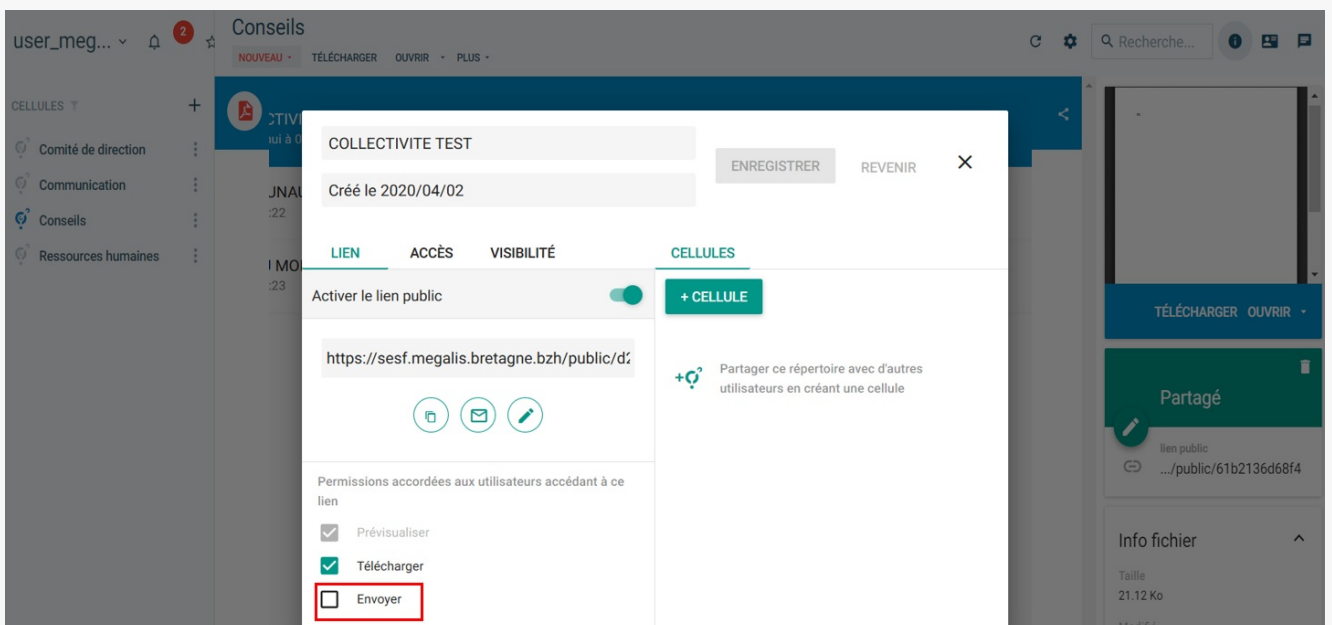 user_meg...
2
Conseils
NOUVEAU
TÉLÉCHARGER
OUVRIR
PLUS
Recherche...
CELLULES
Comité de direction
Communication
Conseils
Ressources humaines
CTIVI
:22
:23
COLLECTIVITE TEST
Créé le 2020/04/02
ENREGISTRER
REVENIR
LIEN
ACCÈS
VISIBILITÉ
CELLULES
Activer le lien public
+ CELLULE
https://sesf.megalis.bretagne.bzh/public/d2
Partager ce répertoire avec d'autres
utilisateurs en créant une cellule
Permissions accordées aux utilisateurs accédant à ce
lien
Prévisualiser
Télécharger
Envoyer
TÉLÉCHARGER OUVRIR
Partagé
lien public
.../public/61b2136d68f4
Info fichier
Taille
21.12 Ko